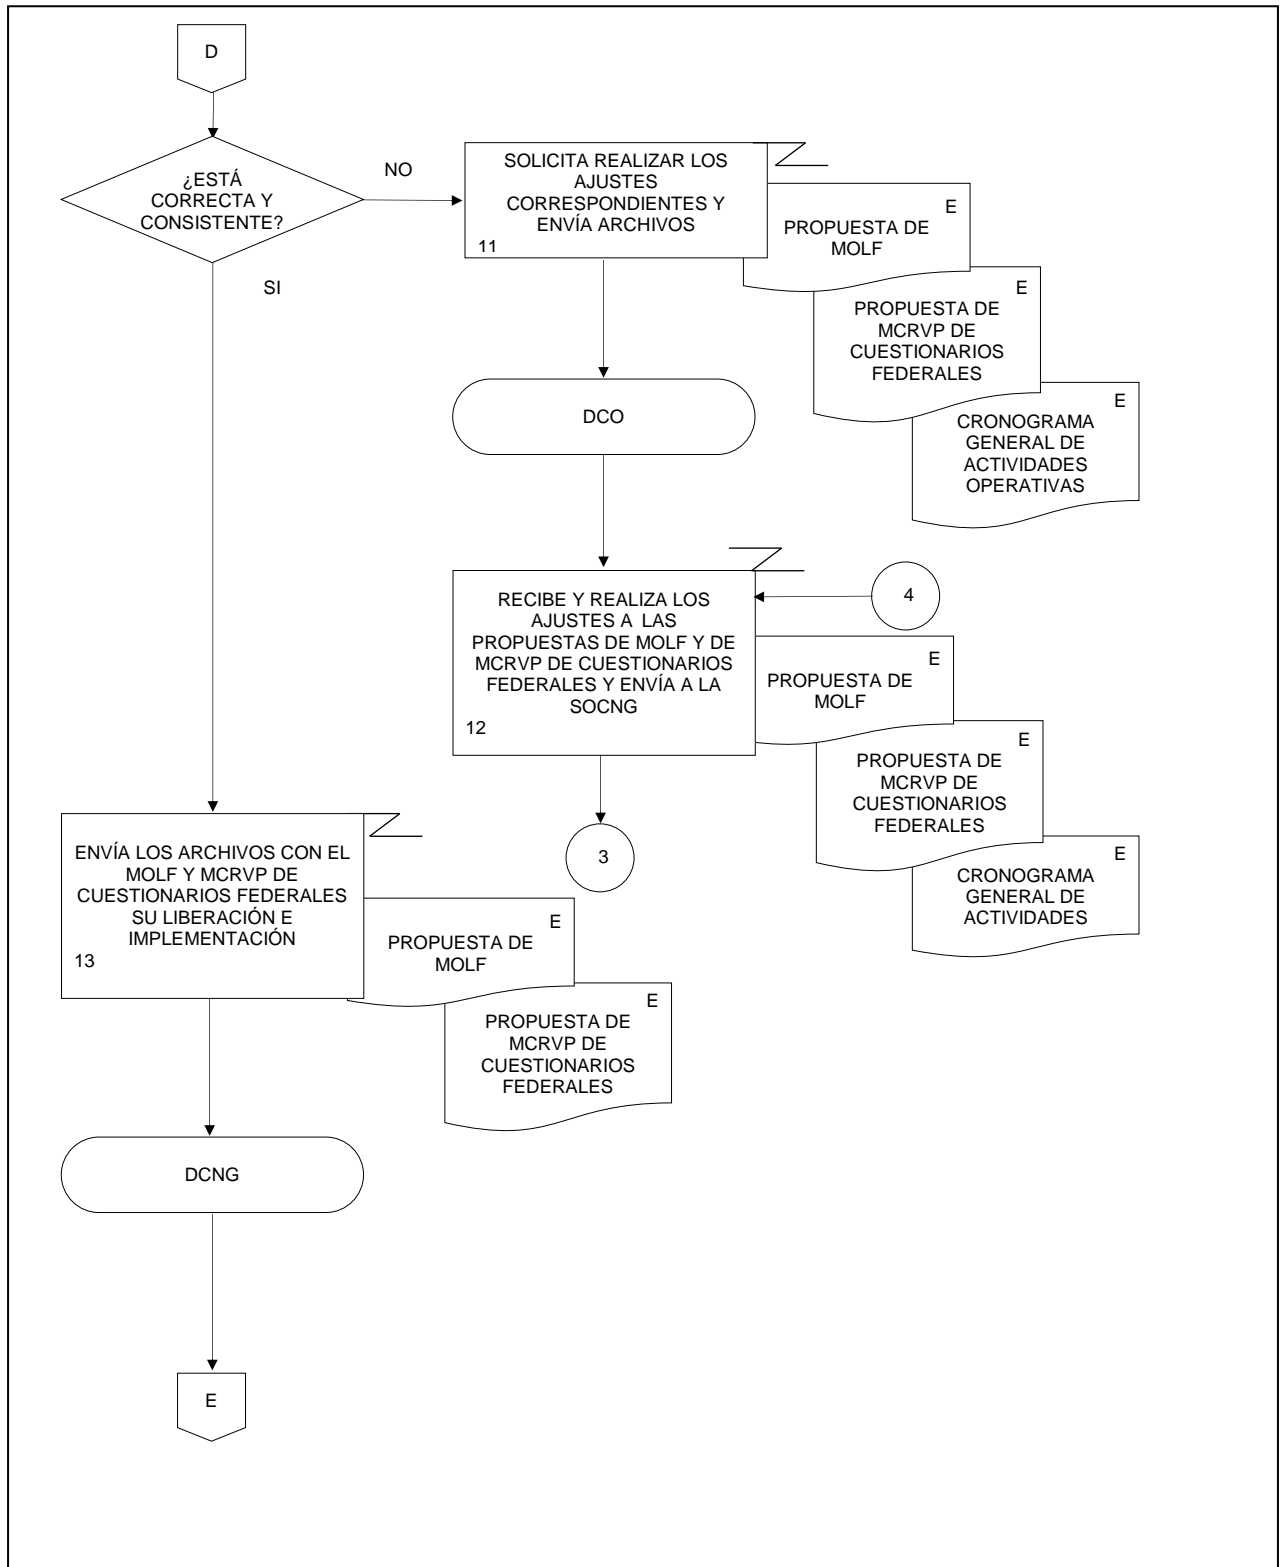 D
¿ESTÁ
CORRECTA Y
CONSISTENTE?
NO
SI
SOLICITA REALIZAR LOS
AJUSTES
CORRESPONDIENTES Y
ENVÍA ARCHIVOS
11
E
PROPUESTA DE
MOLF
E
PROPUESTA DE
MCRVP DE
CUESTIONARIOS
FEDERALES
E
CRONOGRAMA
GENERAL DE
ACTIVIDADES
OPERATIVAS
DCO
RECIBE Y REALIZA LOS
AJUSTES A LAS
PROPUESTAS DE MOLF Y DE
MCRVP DE CUESTIONARIOS
FEDERALES Y ENVÍA A LA
SOCNG
12
4
E
PROPUESTA DE
MOLF
E
PROPUESTA DE
MCRVP DE
CUESTIONARIOS
FEDERALES
E
CRONOGRAMA
GENERAL DE
ACTIVIDADES
3
ENVÍA LOS ARCHIVOS CON EL
MOLF Y MCRVP DE
CUESTIONARIOS FEDERALES
SU LIBERACIÓN E
IMPLEMENTACIÓN
13
E
PROPUESTA DE
MOLF
E
PROPUESTA DE
MCRVP DE
CUESTIONARIOS
FEDERALES
DCNG
E